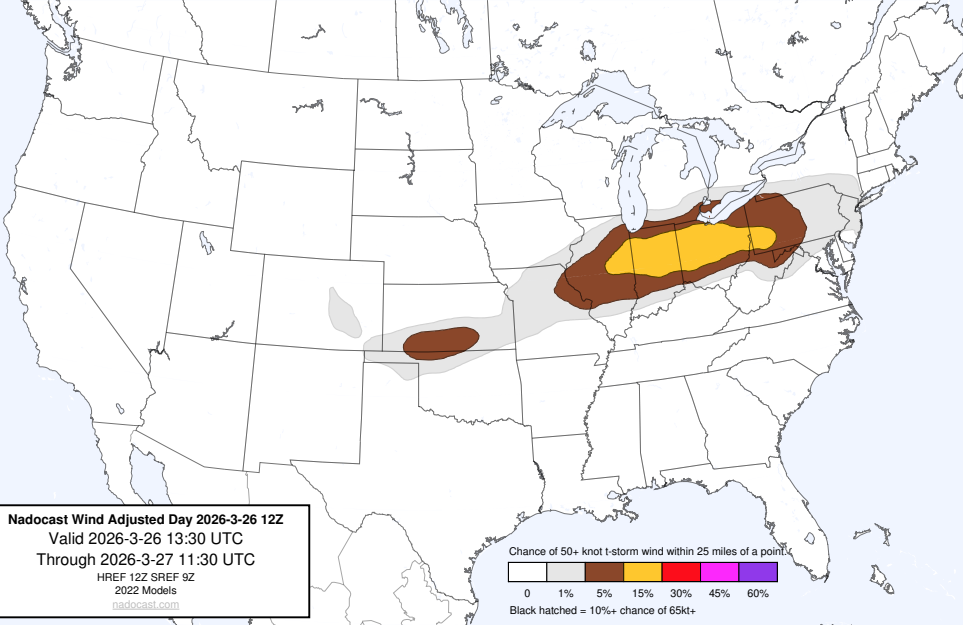 Nadocast Wind Adjusted Day 2026-3-26 12Z
Valid 2026-3-26 13:30 UTC
Through 2026-3-27 11:30 UTC
HREF 12Z SREF 9Z
2022 Models
nadocast.com
Chance of 50+ knot t-storm wind within 25 miles of a point.
0 1% 5% 15% 30% 45% 60%
Black hatched = 10%+ chance of 65kt+